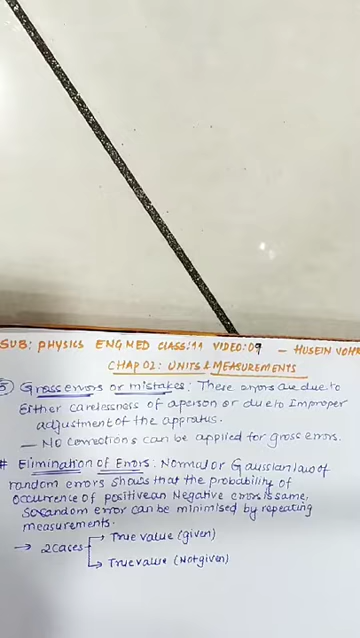 SUB: PHYSICS ENG MED CLASS:11 VIDEO:09 - HUSEIN VOHR
CHAP 02: UNITS & MEASUREMENTS
5) Gross errors or mistakes: There errors are due to
Either carelessness of a person or due to Improper
adjustment of the appratus.
— No corrections can be applied for gross errors.
# Elimination of Errors: Normal or Gaussian law of
random errors shows that the probability of
occurrence of positive an Negative errors is same,
So random error can be minimised by repeating
measurements.
→ 2 Cases → True value (given)
→ True value (Not given)